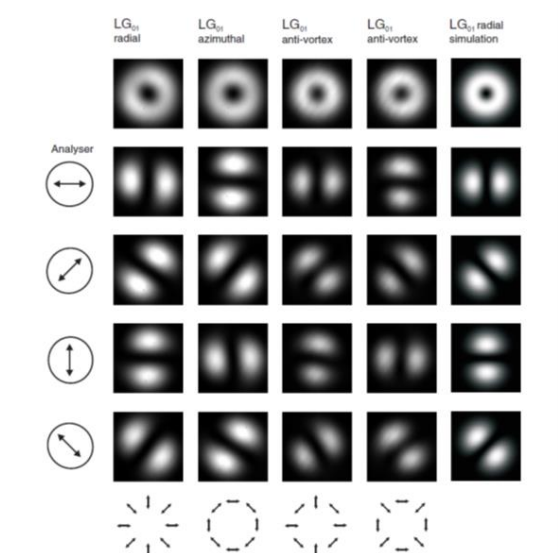 LG₀₁
radial
LG₀₁
azimuthal
LG₀₁
anti-vortex
LG₀₁
anti-vortex
LG₀₁ radial
simulation
Analyser